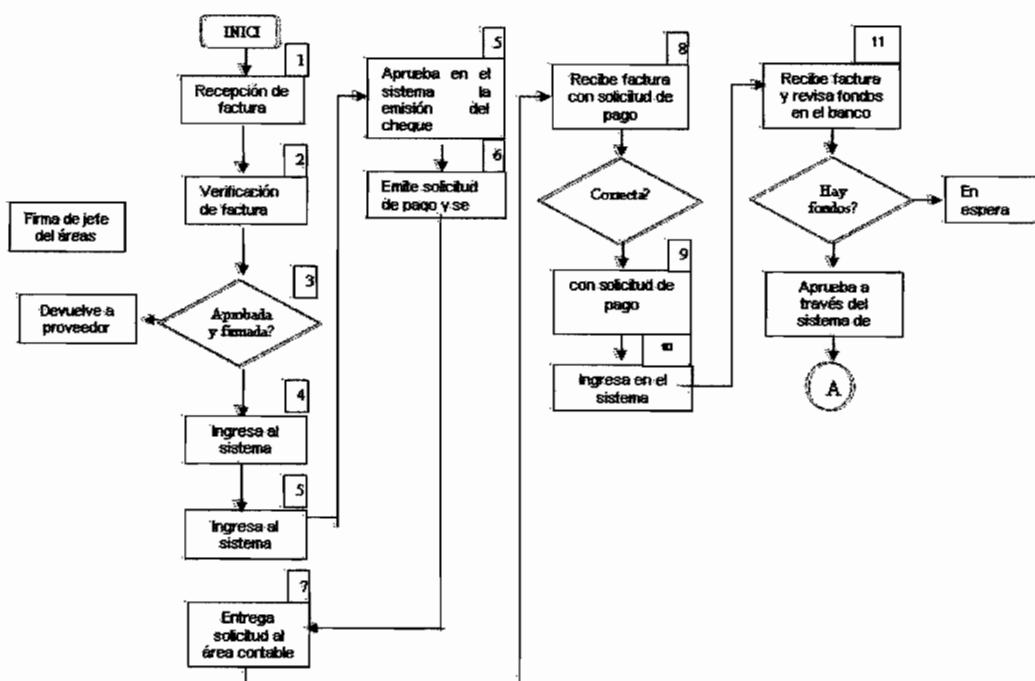 INICI
1
Recepción de
factura
2
Verificación
de factura
Firma de jefe
del áreas
3
Aprobada
y firmada?
Devuelve a
proveedor
4
Ingresa al
sistema
5
Ingresa al
sistema
7
Entrega
solicitud al
área contable
5
Aprueba en el
sistema la
emisión del
cheque
6
Emite solicitud
de pago y se
8
Recibe factura
con solicitud de
pago
Correcta?
9
con solicitud de
pago
10
Ingresa en el
sistema
11
Recibe factura
y revisa fondos
en el banco
Hay
fondos?
En
espera
Aprueba a
través del
sistema de
A